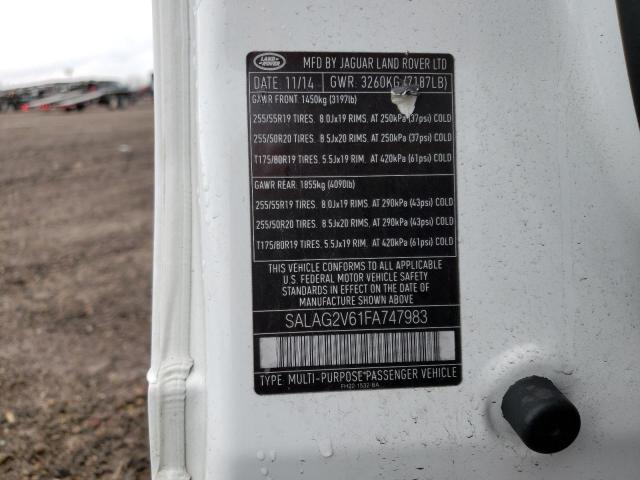 LAND ROVER
MFD BY JAGUAR LAND ROVER LTD
DATE: 11/14 GWR. 3260KG (7187LB)
GAWR FRONT: 1450kg (3197lb)
255/55R19 TIRES. 8.0Jx19 RIMS. AT 250kPa (37psi) COLD
255/50R20 TIRES. 8.5Jx20 RIMS. AT 250kPa (37psi) COLD
T175/80R19 TIRES. 5.5Jx19 RIM. AT 420kPa (61psi) COLD
GAWR REAR. 1855kg (4090lb)
255/55R19 TIRES. 8.0Jx19 RIMS. AT 290kPa (43psi) COLD
255/50R20 TIRES. 8.5Jx20 RIMS. AT 290kPa (43psi) COLD
T175/80R19 TIRES. 5.5Jx19 RIM. AT 420kPa (61psi) COLD
THIS VEHICLE CONFORMS TO ALL APPLICABLE
U.S. FEDERAL MOTOR VEHICLE SAFETY
STANDARDS IN EFFECT ON THE DATE OF
MANUFACTURE SHOWN ABOVE.
SALAG2V61FA747983
TYPE: MULTI-PURPOSE PASSENGER VEHICLE
FH22-1532-BA